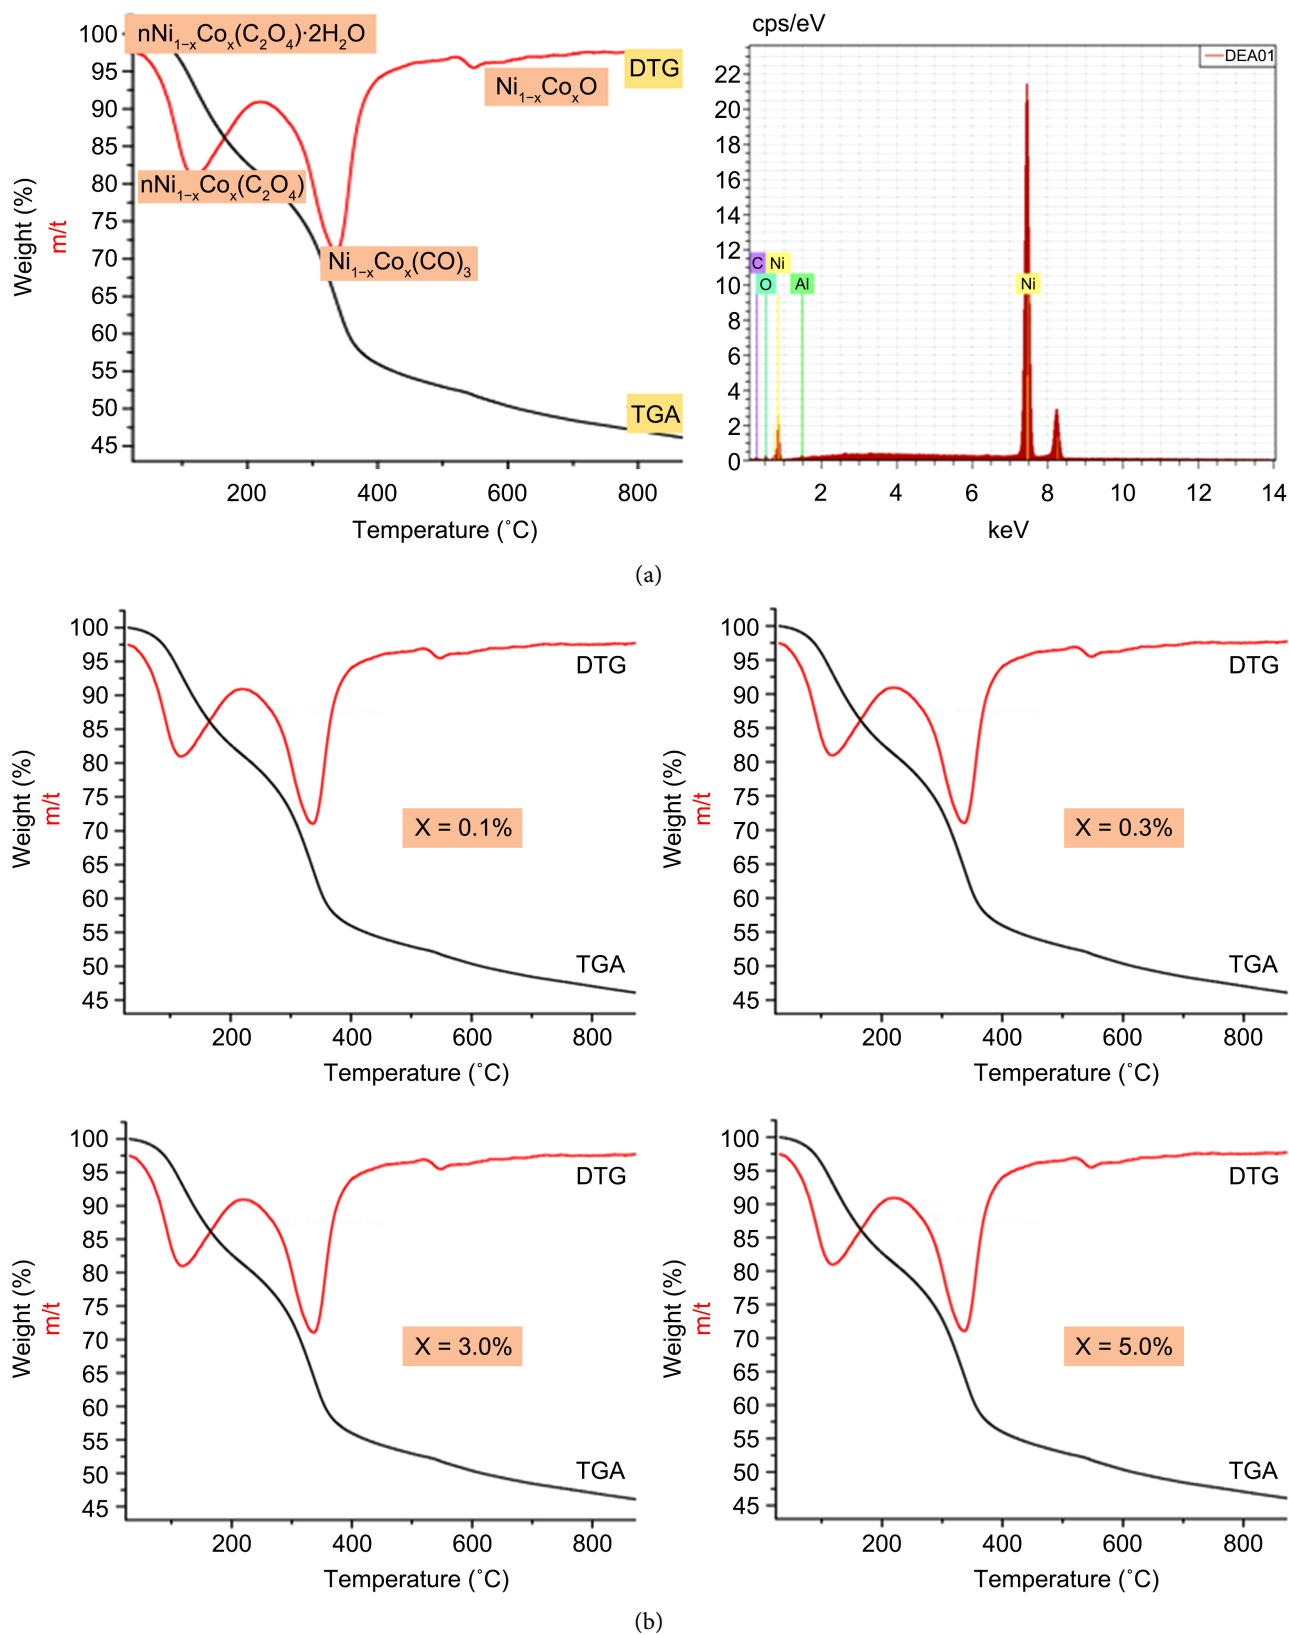 nNi₁₋ₓCoₓ(C₂O₄)·2H₂O
DTG
Ni₁₋ₓCoₓO
nNi₁₋ₓCoₓ(C₂O₄)
Ni₁₋ₓCoₓ(CO)₃
TGA
100
95
90
85
80
75
70
65
60
55
50
45
Weight (%)
m/t
200 400 600 800
Temperature (˚C)
cps/eV
DEA01
22
20
18
16
14
12
10
8
6
4
2
0
C Ni
O Al Ni
2 4 6 8 10 12 14
keV
(a)
100
95
90
85
80
75
70
65
60
55
50
45
Weight (%)
m/t
DTG
X = 0.1%
TGA
200 400 600 800
Temperature (˚C)
100
95
90
85
80
75
70
65
60
55
50
45
Weight (%)
m/t
DTG
X = 0.3%
TGA
200 400 600 800
Temperature (˚C)
100
95
90
85
80
75
70
65
60
55
50
45
Weight (%)
m/t
DTG
X = 3.0%
TGA
200 400 600 800
Temperature (˚C)
100
95
90
85
80
75
70
65
60
55
50
45
Weight (%)
m/t
DTG
X = 5.0%
TGA
200 400 600 800
Temperature (˚C)
(b)